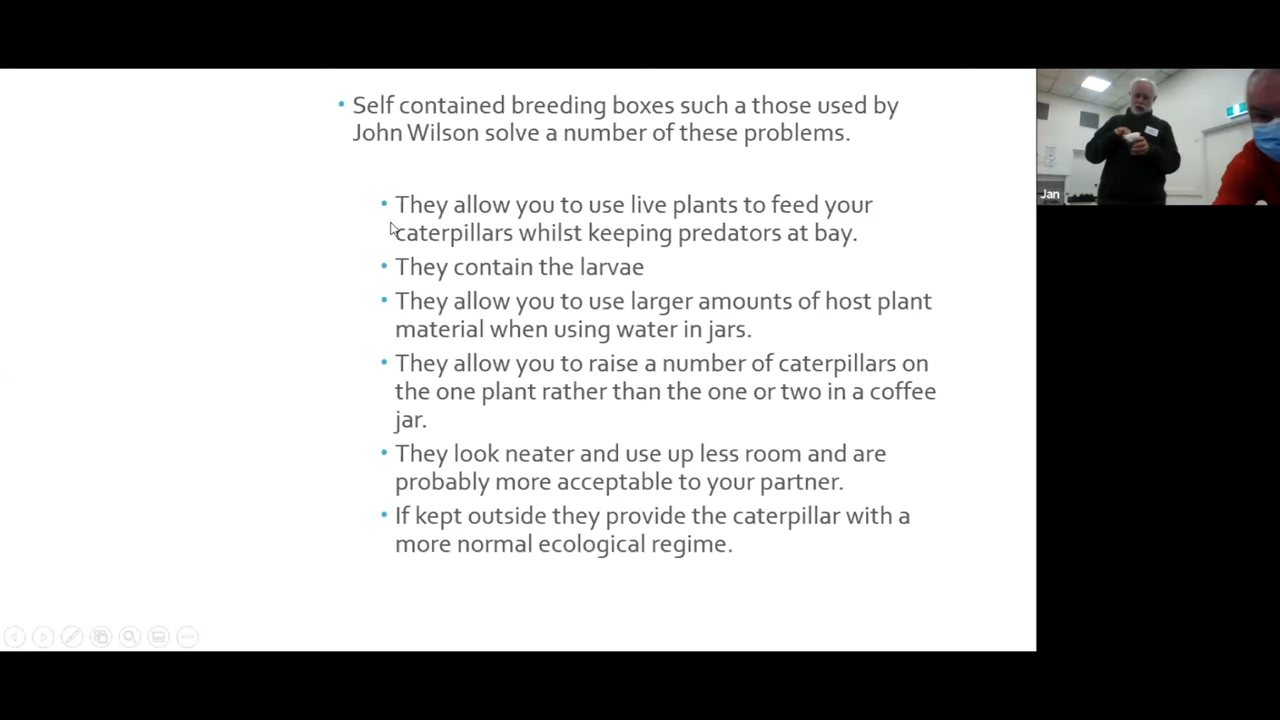 • Self contained breeding boxes such a those used by
John Wilson solve a number of these problems.
• They allow you to use live plants to feed your
caterpillars whilst keeping predators at bay.
• They contain the larvae
• They allow you to use larger amounts of host plant
material when using water in jars.
• They allow you to raise a number of caterpillars on
the one plant rather than the one or two in a coffee
jar.
• They look neater and use up less room and are
probably more acceptable to your partner.
• If kept outside they provide the caterpillar with a
more normal ecological regime.
Jan